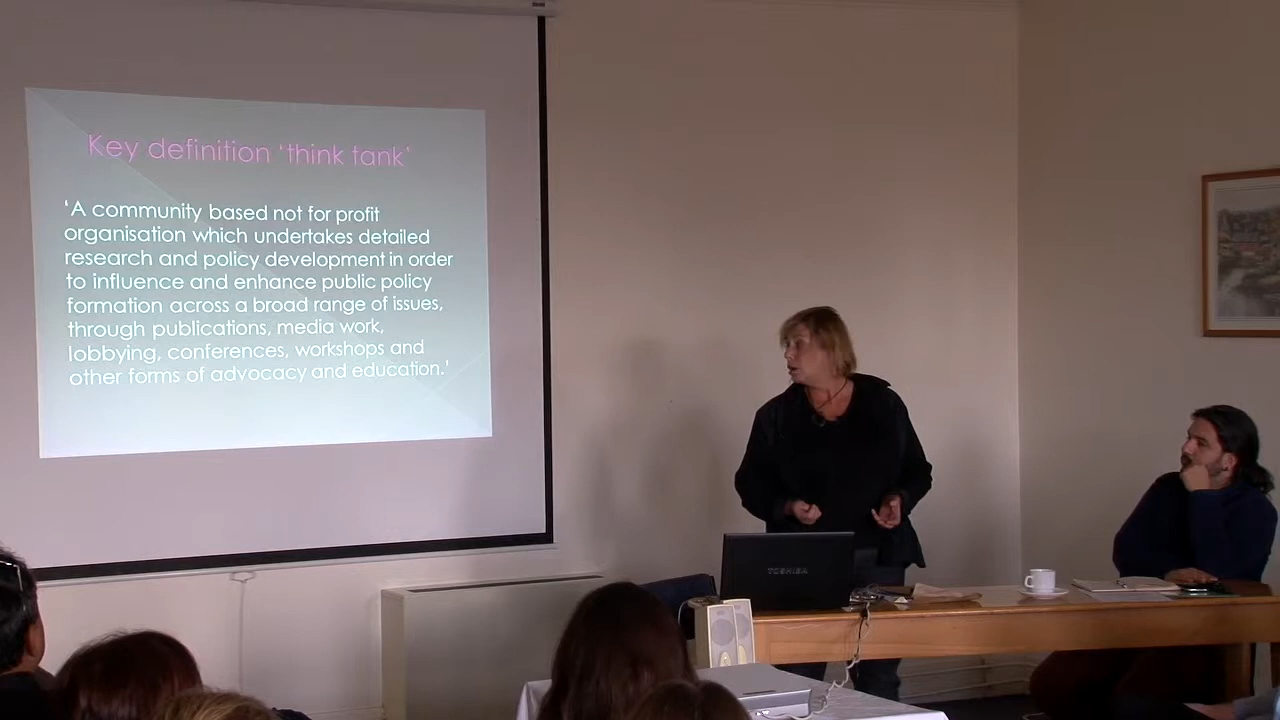 Key definition ‘think tank’
‘A community based not for profit
organisation which undertakes detailed
research and policy development in order
to influence and enhance public policy
formation across a broad range of issues,
through publications, media work,
lobbying, conferences, workshops and
other forms of advocacy and education.’
TOSHIBA